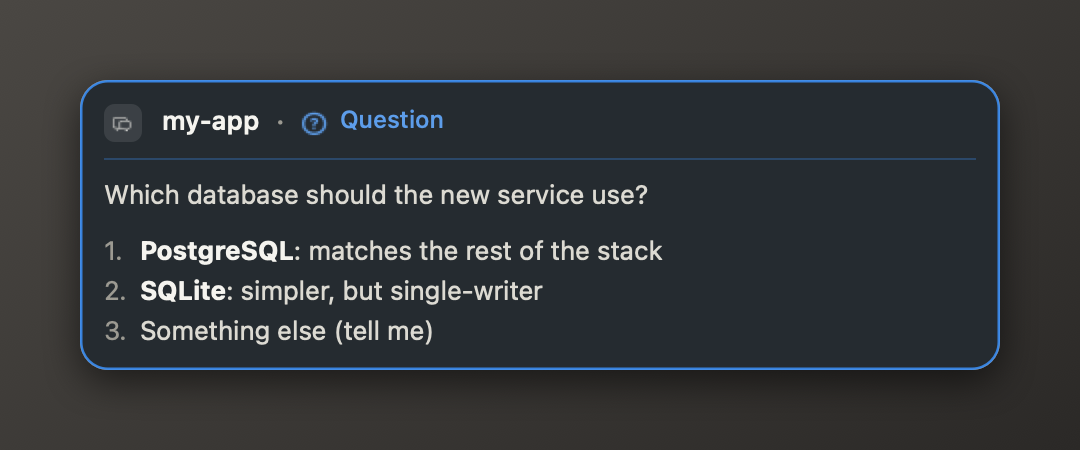 my-app · Question
Which database should the new service use?
1. PostgreSQL: matches the rest of the stack
2. SQLite: simpler, but single-writer
3. Something else (tell me)